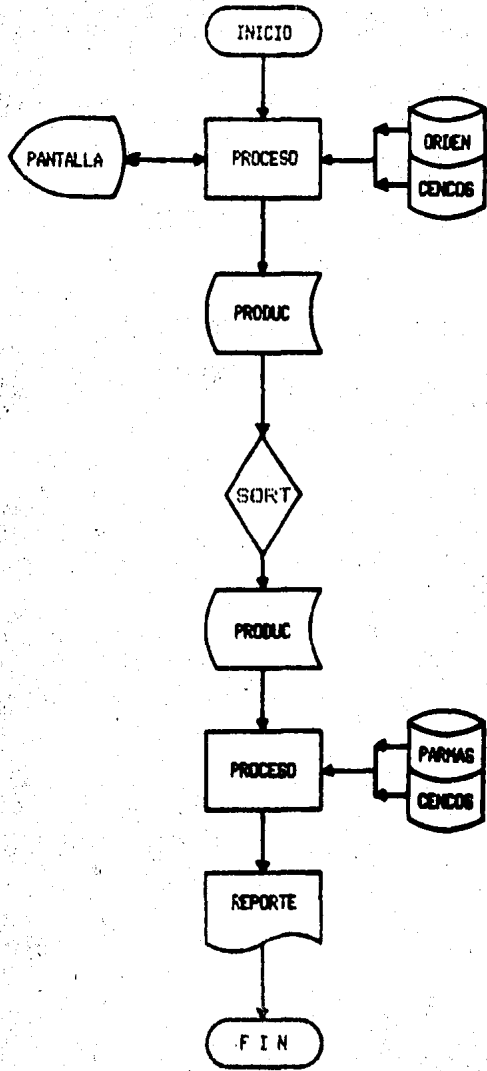 INICIO
PANTALLA
PROCESO
ORDEN
CENCOS
PRODUC
SORT
PRODUC
PROCESO
PARMAS
CENCOS
REPORTE
F I N